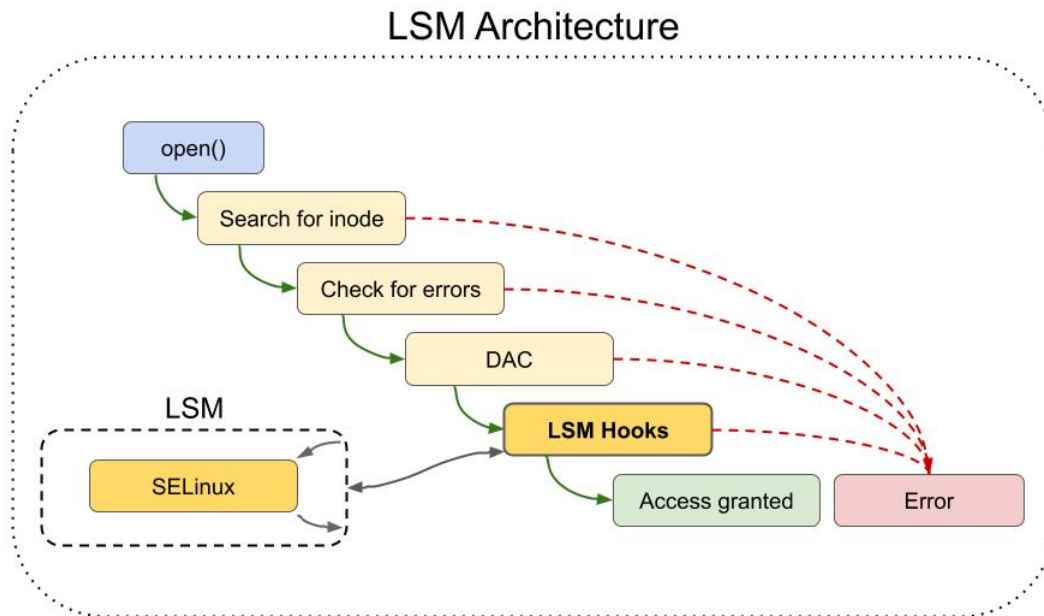 LSM Architecture
open()
Search for inode
Check for errors
DAC
LSM
LSM Hooks
SELinux
Access granted
Error